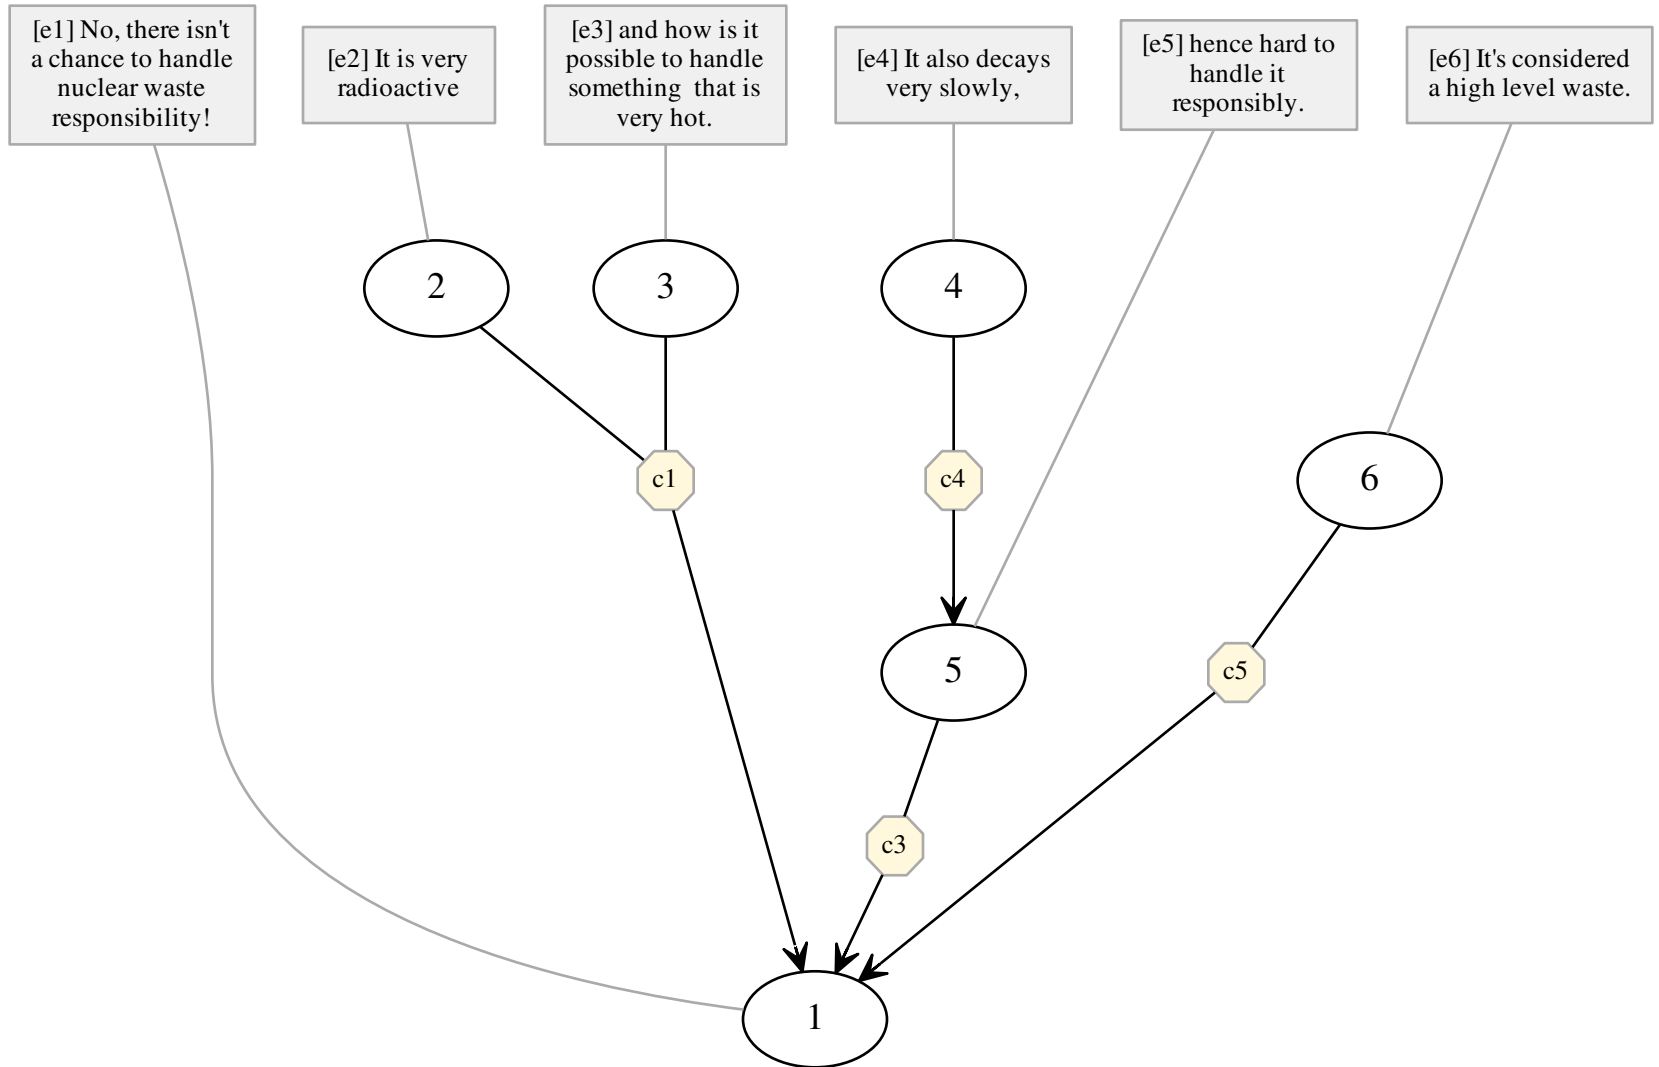 [e1] No, there isn't
a chance to handle
nuclear waste
responsibility!
[e2] It is very
radioactive
[e3] and how is it
possible to handle
something  that is
very hot.
[e4] It also decays
very slowly,
[e5] hence hard to
handle it
responsibly.
[e6] It's considered
a high level waste.
2
3
4
c1
c4
6
5
c5
c3
1